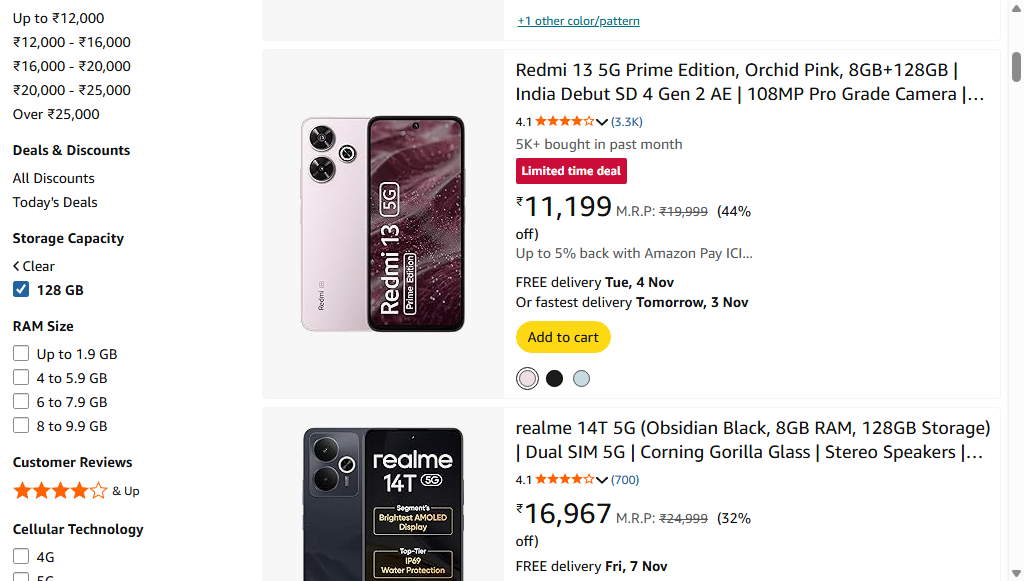 Up to ₹12,000
₹12,000 - ₹16,000
₹16,000 - ₹20,000
₹20,000 - ₹25,000
Over ₹25,000
Deals & Discounts
All Discounts
Today's Deals
Storage Capacity
Clear
128 GB
RAM Size
Up to 1.9 GB
4 to 5.9 GB
6 to 7.9 GB
8 to 9.9 GB
Customer Reviews
& Up
Cellular Technology
4G
5G
+1 other color/pattern
Redmi 13 5G
Prime Edition
Redmi
Redmi 13 5G Prime Edition, Orchid Pink, 8GB+128GB |
India Debut SD 4 Gen 2 AE | 108MP Pro Grade Camera |...
4.1 (3.3K)
5K+ bought in past month
Limited time deal
₹11,199 M.R.P: ₹19,999 (44%
off)
Up to 5% back with Amazon Pay ICI...
FREE delivery Tue, 4 Nov
Or fastest delivery Tomorrow, 3 Nov
Add to cart
realme
14T 5G
Segment's
Brightest AMOLED
Display
Top-Tier
IP69
Water Protection
realme 14T 5G (Obsidian Black, 8GB RAM, 128GB Storage)
| Dual SIM 5G | Corning Gorilla Glass | Stereo Speakers |...
4.1 (700)
₹16,967 M.R.P: ₹24,999 (32%
off)
FREE delivery Fri, 7 Nov